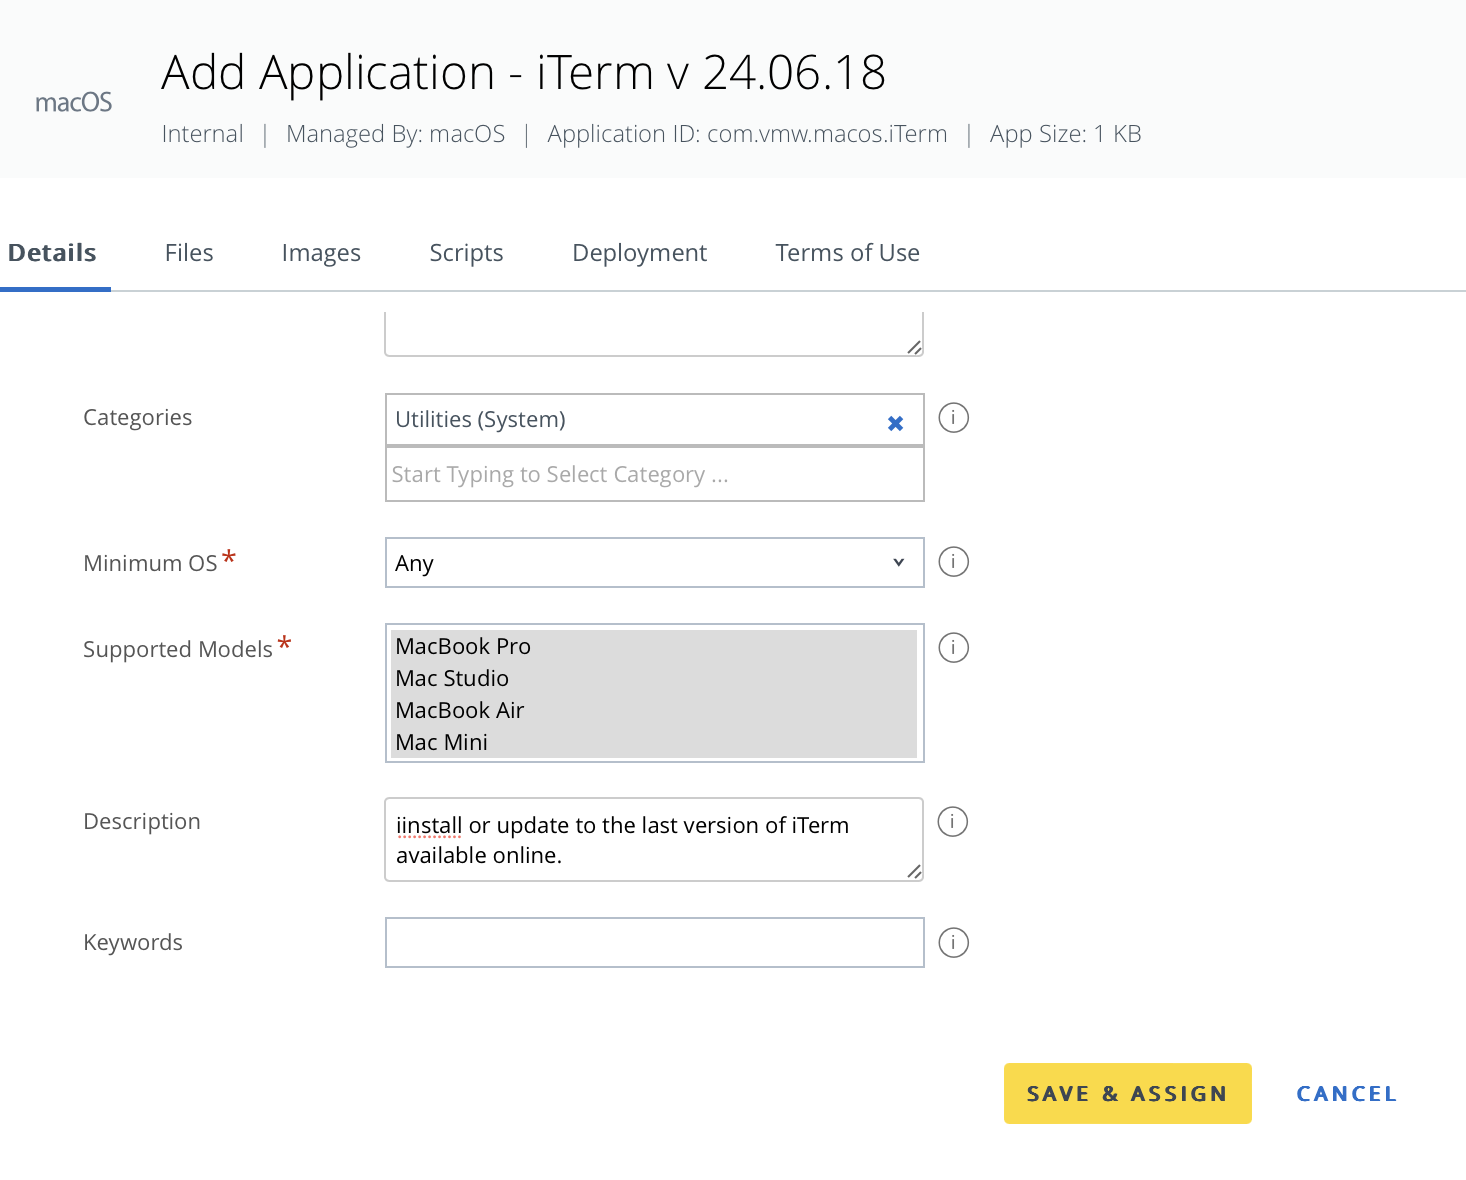 macOS
Add Application - iTerm v 24.06.18
Internal | Managed By: macOS | Application ID: com.vmw.macos.iTerm | App Size: 1 KB
Details Files Images Scripts Deployment Terms of Use
Categories
Utilities (System)
Start Typing to Select Category ...
Minimum OS *
Any
Supported Models *
MacBook Pro
Mac Studio
MacBook Air
Mac Mini
Description
iinstall or update to the last version of iTerm
available online.
Keywords
SAVE & ASSIGN CANCEL